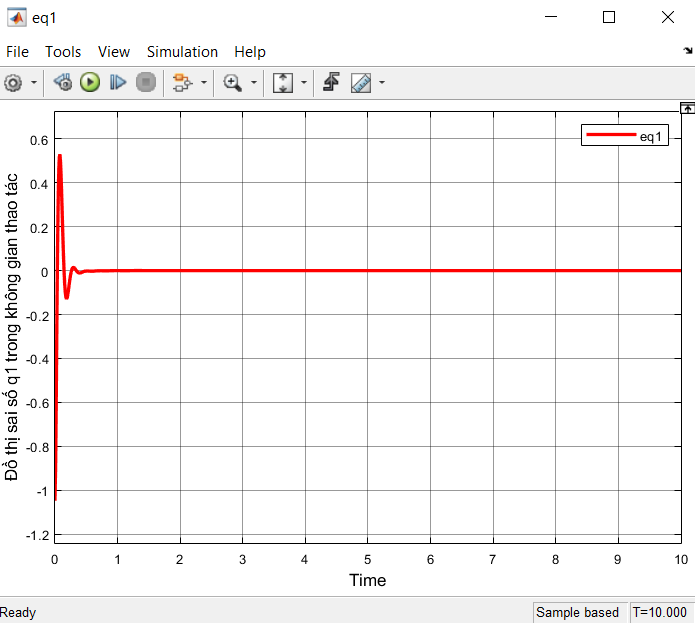 eq1
File Tools View Simulation Help
eq1
0.6
0.4
0.2
0
-0.2
-0.4
-0.6
-0.8
-1
-1.2
Đồ thị sai số q1 trong không gian thao tác
0 1 2 3 4 5 6 7 8 9 10
Time
Ready
Sample based
T=10.000